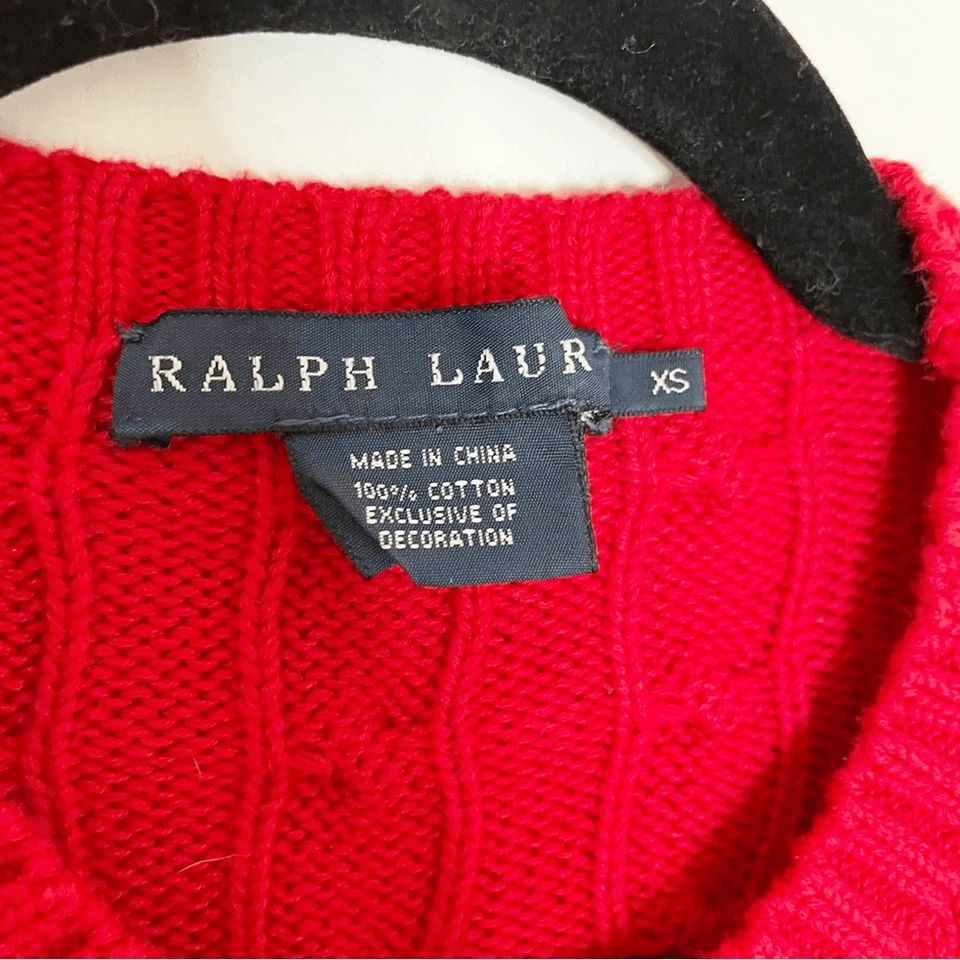 RALPH LAUR
XS
MADE IN CHINA
100% COTTON
EXCLUSIVE OF
DECORATION